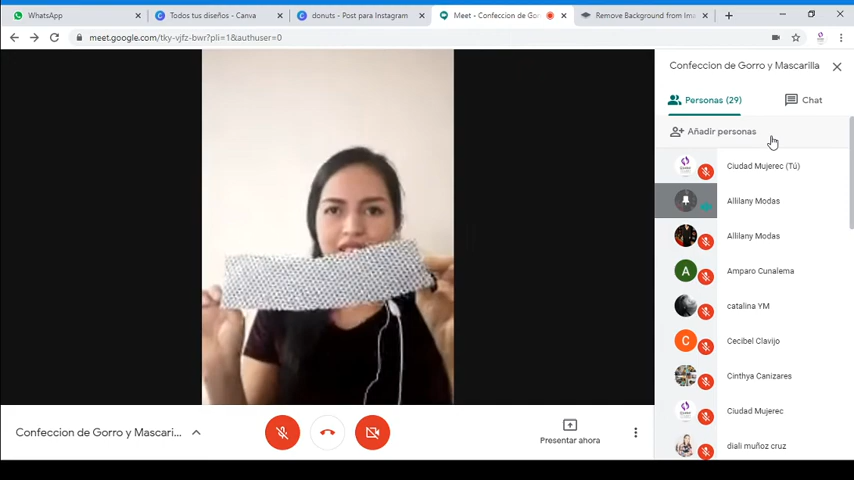 WhatsApp
Todos tus diseños - Canva
donuts - Post para Instagram
Meet - Confeccion de Gor
Remove Background from Ima
meet.google.com/tky-vjfz-bwr?pli=1&authuser=0
Confeccion de Gorro y Mascarilla
Personas (29)
Chat
Añadir personas
Ciudad Mujerec (Tú)
Allilany Modas
Allilany Modas
A
Amparo Cunalema
catalina YM
C
Cecibel Clavijo
Cinthya Canizares
Ciudad Mujerec
diali muñoz cruz
Confeccion de Gorro y Mascari...
Presentar ahora